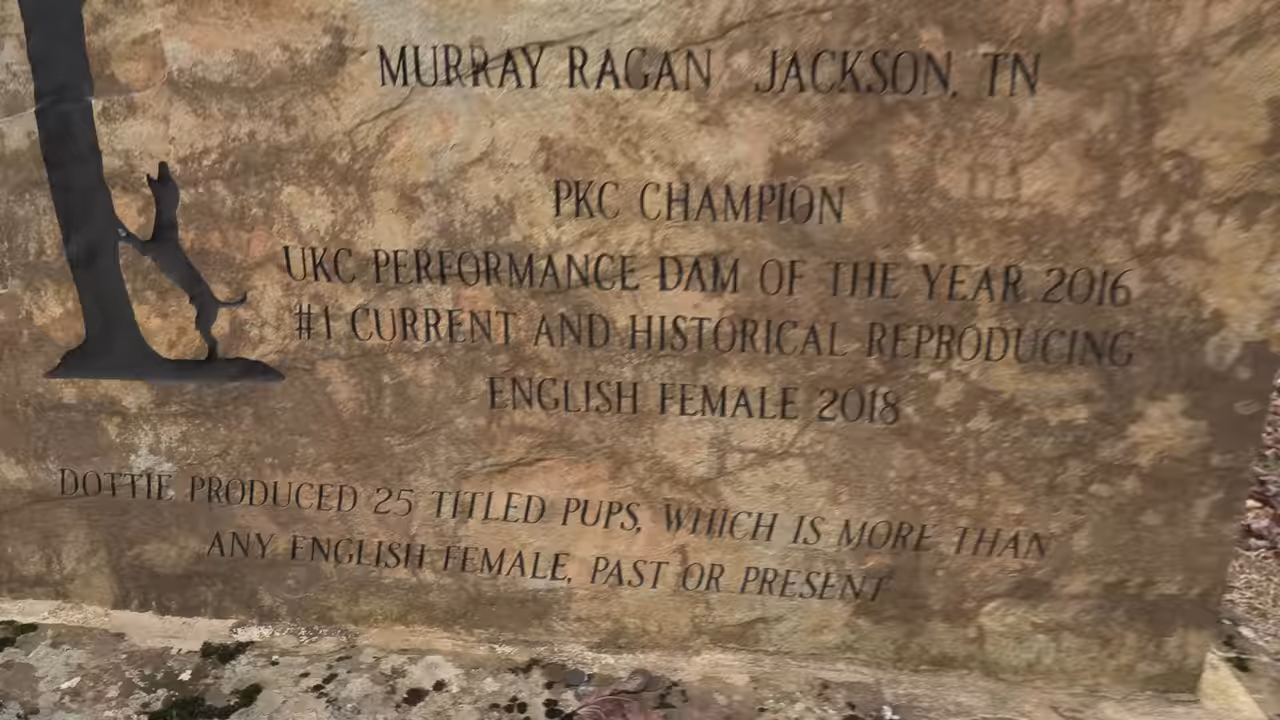 MURRAY RAGAN JACKSON, TN
PKC CHAMPION
UKC PERFORMANCE DAM OF THE YEAR 2016
#1 CURRENT AND HISTORICAL REPRODUCING
ENGLISH FEMALE 2018
DOTTIE PRODUCED 25 TITLED PUPS, WHICH IS MORE THAN
ANY ENGLISH FEMALE, PAST OR PRESENT